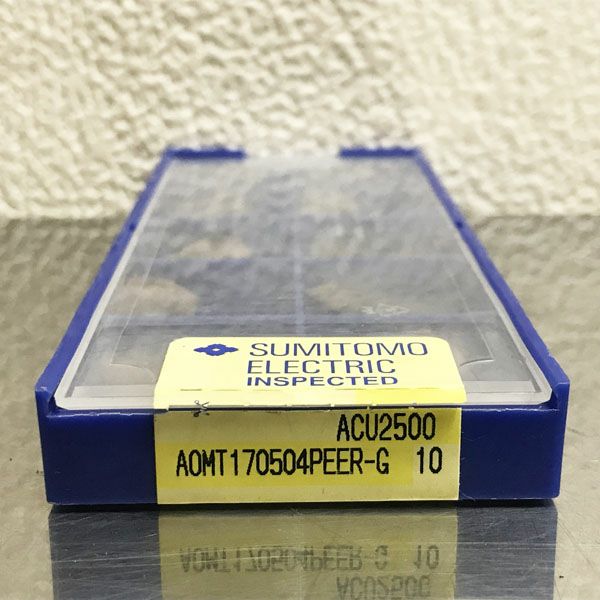 SUMITOMO
ELECTRIC
INSPECTED
ACU2500
AOMT170504PEER-G 10